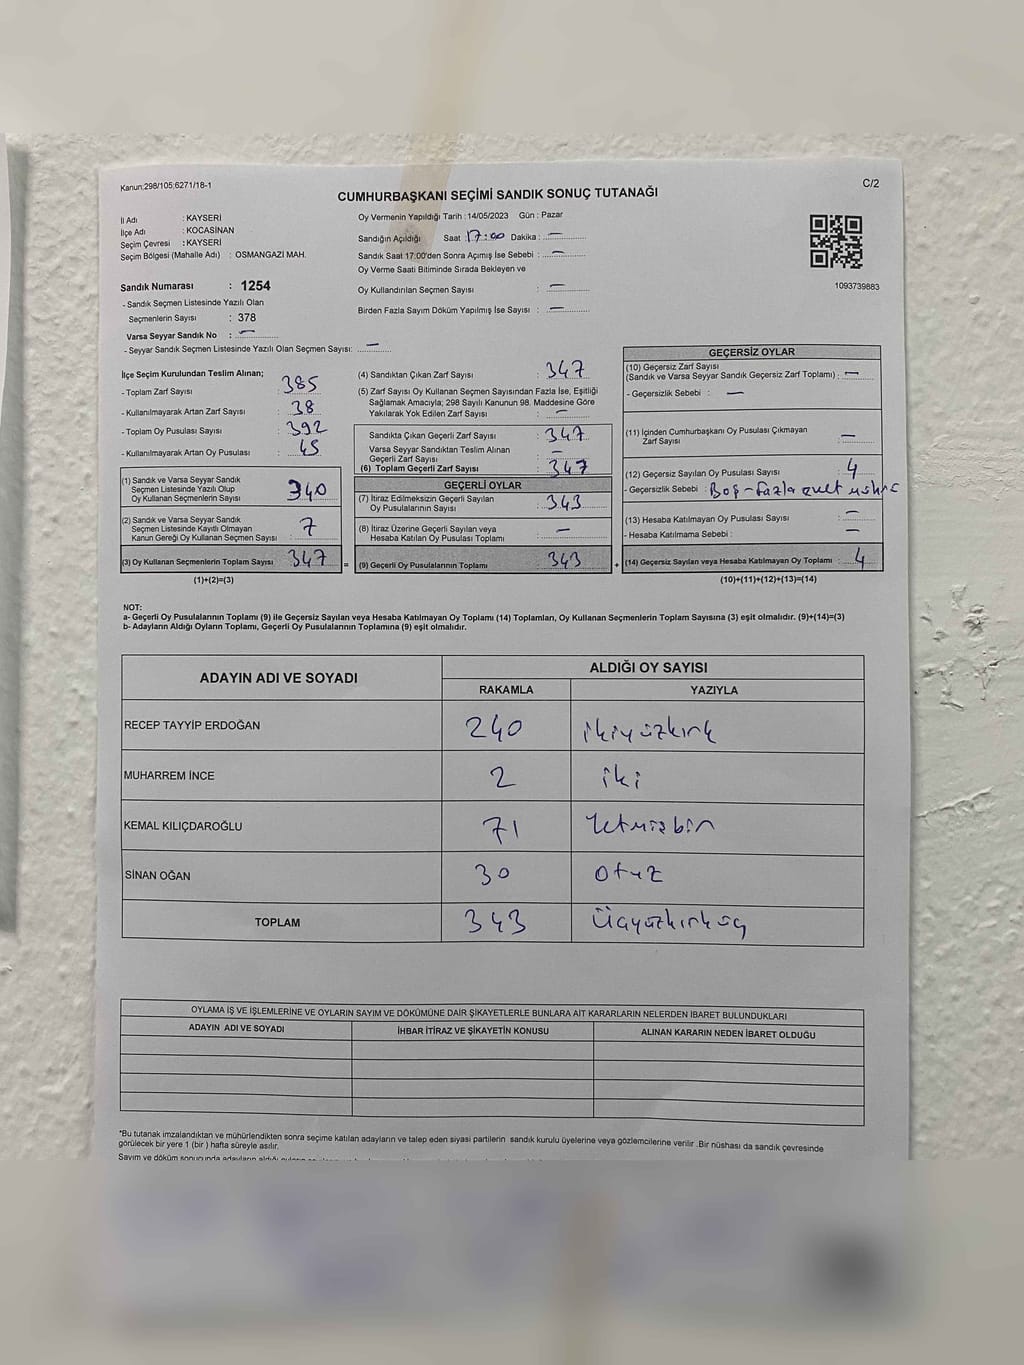 Kanun:298/105;6271/18-1
C/2
CUMHURBAŞKANI SEÇİMİ SANDIK SONUÇ TUTANAĞI
İl Adı : KAYSERİ
İlçe Adı : KOCASİNAN
Seçim Çevresi : KAYSERİ
Seçim Bölgesi (Mahalle Adı) : OSMANGAZİ MAH.
Oy Vermenin Yapıldığı Tarih : 14/05/2023 Gün : Pazar
Sandığın Açıldığı Saat : 17:00 Dakika : —
Sandık Saat 17:00'den Sonra Açımış İse Sebebi : —
Oy Verme Saati Bitiminde Sırada Bekleyen ve
Oy Kullandırılan Seçmen Sayısı : —
Birden Fazla Sayım Döküm Yapılmış İse Sayısı : —
1093739883
Sandık Numarası : 1254
- Sandık Seçmen Listesinde Yazılı Olan
Seçmenlerin Sayısı : 378
Varsa Seyyar Sandık No : —
- Seyyar Sandık Seçmen Listesinde Yazılı Olan Seçmen Sayısı: —
İlçe Seçim Kurulundan Teslim Alınan;
- Toplam Zarf Sayısı : 385
- Kullanılmayarak Artan Zarf Sayısı : 38
- Toplam Oy Pusulası Sayısı : 392
- Kullanılmayarak Artan Oy Pusulası : 45
(1) Sandık ve Varsa Seyyar Sandık
Seçmen Listesinde Yazılı Olup
Oy Kullanan Seçmenlerin Sayısı 340
(2) Sandık ve Varsa Seyyar Sandık
Seçmen Listesinde Kayıtlı Olmayan
Kanun Gereği Oy Kullanan Seçmen Sayısı 7
(3) Oy Kullanan Seçmenlerin Toplam Sayısı 347
(1)+(2)=(3)
(4) Sandıktan Çıkan Zarf Sayısı : 347
(5) Zarf Sayısı Oy Kullanan Seçmen Sayısından Fazla İse, Eşitliği
Sağlamak Amacıyla; 298 Sayılı Kanunun 98. Maddesine Göre
Yakılarak Yok Edilen Zarf Sayısı : —
Sandıkta Çıkan Geçerli Zarf Sayısı : 347
Varsa Seyyar Sandıktan Teslim Alınan
Geçerli Zarf Sayısı : —
(6) Toplam Geçerli Zarf Sayısı : 347
GEÇERLİ OYLAR
(7) İtiraz Edilmeksizin Geçerli Sayılan
Oy Pusulalarının Sayısı : 343
(8) İtiraz Üzerine Geçerli Sayılan veya
Hesaba Katılan Oy Pusulası Toplamı : —
= (9) Geçerli Oy Pusulalarının Toplamı 343
GEÇERSİZ OYLAR
(10) Geçersiz Zarf Sayısı
(Sandık ve Varsa Seyyar Sandık Geçersiz Zarf Toplamı) : —
- Geçersizlik Sebebi : —
(11) İçinden Cumhurbaşkanı Oy Pusulası Çıkmayan
Zarf Sayısı : —
(12) Geçersiz Sayılan Oy Pusulası Sayısı : 4
- Geçersizlik Sebebi : Boş-fazla evet
(13) Hesaba Katılmayan Oy Pusulası Sayısı : —
- Hesaba Katılmama Sebebi : —
+ (14) Geçersiz Sayılan veya Hesaba Katılmayan Oy Toplamı : 4
(10)+(11)+(12)+(13)=(14)
NOT:
a- Geçerli Oy Pusulalarının Toplamı (9) ile Geçersiz Sayılan veya Hesaba Katılmayan Oy Toplamı (14) Toplamları, Oy Kullanan Seçmenlerin Toplam Sayısına (3) eşit olmalıdır. (9)+(14)=(3)
b- Adayların Aldığı Oyların Toplamı, Geçerli Oy Pusulalarının Toplamına (9) eşit olmalıdır.
ADAYIN ADI VE SOYADI
ALDIĞI OY SAYISI
RAKAMLA YAZIYLA
RECEP TAYYİP ERDOĞAN 240 ikiyüzkırk
MUHARREM İNCE 2 iki
KEMAL KILIÇDAROĞLU 71 Yetmişbir
SİNAN OĞAN 30 otuz
TOPLAM 343 Üçyüzkırküç
OYLAMA İŞ VE İŞLEMLERİNE VE OYLARIN SAYIM VE DÖKÜMÜNE DAİR ŞİKAYETLERLE BUNLARA AİT KARARLARIN NELERDEN İBARET BULUNDUKLARI
ADAYIN ADI VE SOYADI İHBAR İTİRAZ VE ŞİKAYETİN KONUSU ALINAN KARARIN NEDEN İBARET OLDUĞU
*Bu tutanak imzalandıktan ve mühürlendikten sonra seçime katılan adayların ve talep eden siyasi partilerin sandık kurulu üyelerine veya gözlemcilerine verilir .Bir nüshası da sandık çevresinde
görülecek bir yere 1 (bir ) hafta süreyle asılır.
Sayım ve döküm sonucunda adayların aldığı